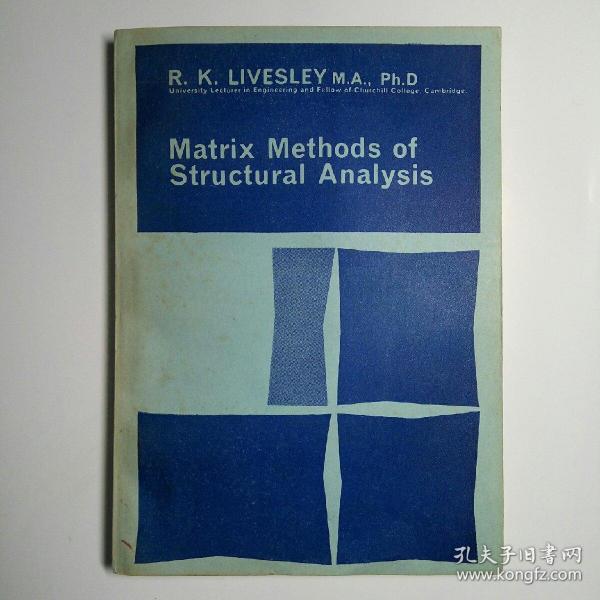 R. K. LIVESLEY M.A., Ph.D
University Lecturer in Engineering and Fellow of Churchill College, Cambridge.
Matrix Methods of
Structural Analysis
孔夫子旧書网
www.kongfz.com